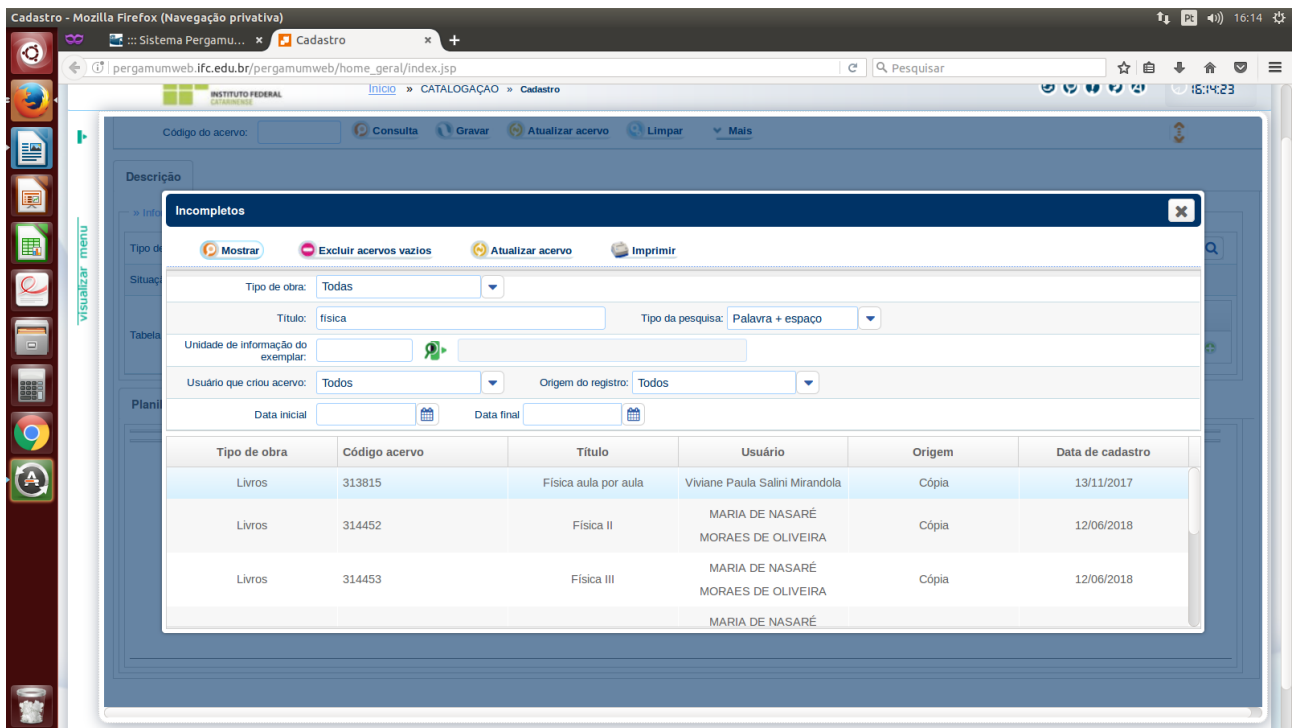 Cadastro - Mozilla Firefox (Navegação privativa)
Pt 16:14
::: Sistema Pergamu... × Cadastro × +
pergamumweb.ifc.edu.br/pergamumweb/home_geral/index.jsp
Pesquisar
INSTITUTO FEDERAL
CATARINENSE
Início » CATALOGAÇÃO » Cadastro
16:14:23
Código do acervo: Consulta Gravar Atualizar acervo Limpar Mais
Descrição
visualizar menu
» Info
Incompletos
Tipo de
Mostrar Excluir acervos vazios Atualizar acervo Imprimir
Situaç
Tipo de obra: Todas
Título: física Tipo da pesquisa: Palavra + espaço
Tabela
Unidade de informação do
exemplar:
Usuário que criou acervo: Todos Origem do registro: Todos
Planil
Data inicial Data final
Tipo de obra Código acervo Título Usuário Origem Data de cadastro
Livros 313815 Física aula por aula Viviane Paula Salini Mirandola Cópia 13/11/2017
Livros 314452 Física II MARIA DE NASARÉ MORAES DE OLIVEIRA Cópia 12/06/2018
Livros 314453 Física III MARIA DE NASARÉ MORAES DE OLIVEIRA Cópia 12/06/2018
MARIA DE NASARÉ